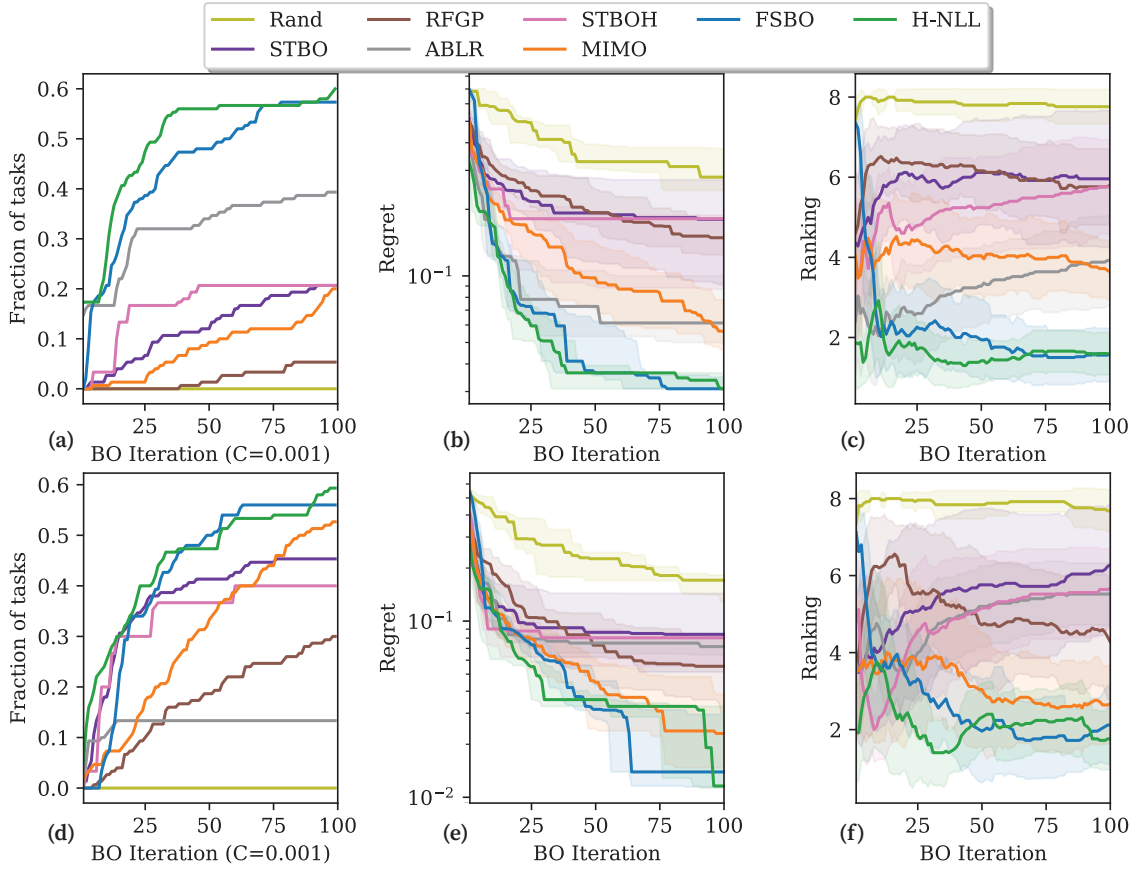 Rand RFGP STBOH FSBO H-NLL
STBO ABLR MIMO
Fraction of tasks
0.6
0.5
0.4
0.3
0.2
0.1
0.0
25 50 75 100
(a)
BO Iteration (C=0.001)
Regret
10⁻¹
25 50 75 100
(b)
BO Iteration
Ranking
8
6
4
2
25 50 75 100
(c)
BO Iteration
Fraction of tasks
0.6
0.5
0.4
0.3
0.2
0.1
0.0
25 50 75 100
(d)
BO Iteration (C=0.001)
Regret
10⁻¹
10⁻²
25 50 75 100
(e)
BO Iteration
Ranking
8
6
4
2
25 50 75 100
(f)
BO Iteration